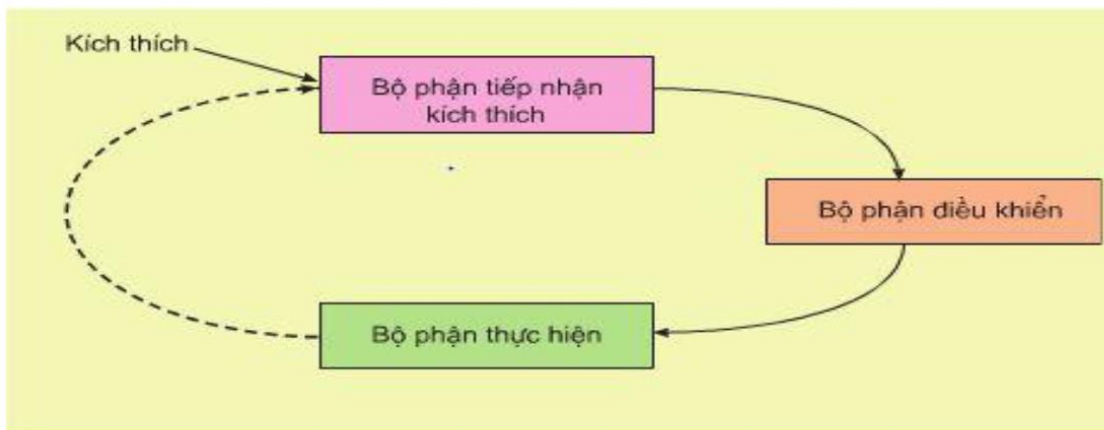 Kích thích
Bộ phận tiếp nhận
kích thích
Bộ phận điều khiển
Bộ phận thực hiện